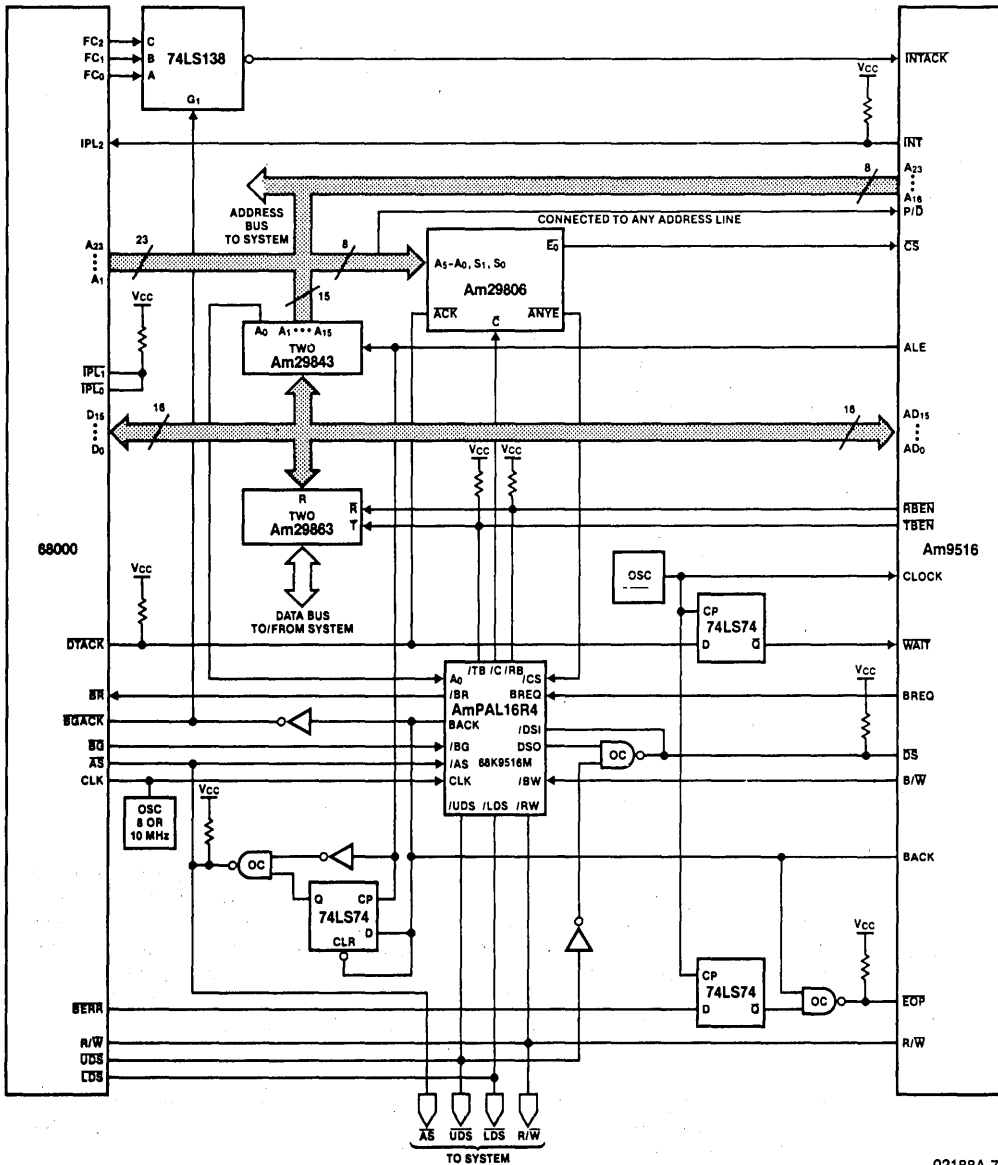 FC2
C
FC1
B
74LS138
FC0
A
INTACK
VCC
G1
IPL2
INT
A23
8
A16
ADDRESS
BUS
TO SYSTEM
CONNECTED TO ANY ADDRESS LINE
P/D
A23
23
8
E0
CS
A1
A5-A0, S1, S0
Am29806
15
VCC
ACK
C
ANYE
A0 A1 • • • • A15
TWO
Am29843
ALE
IPL1
IPL0
D15
16
16
AD15
D0
AD0
VCC
VCC
R
TWO
Am29863
R
T
RBEN
TBEN
68000
Am9516
VCC
OSC
CLOCK
DATA BUS
TO/FROM SYSTEM
CP
74LS74
D
Q
DTACK
WAIT
/TB /C /RB
A0
/CS
VCC
BR
/BR
BREQ
BREQ
AmPAL16R4
BGACK
BACK
/DSI
BG
/BG
DSO
OC
DS
AS
/AS
68K9516M
CLK
CLK
/BW
B/W
VCC
/UDS /LDS /RW
OSC
8 OR
10 MHz
OC
BACK
Q
CP
74LS74
D
CLR
VCC
CP
74LS74
OC
EOP
BERR
D
Q
R/W
R/W
UDS
LDS
AS UDS LDS R/W
TO SYSTEM
02188A-7